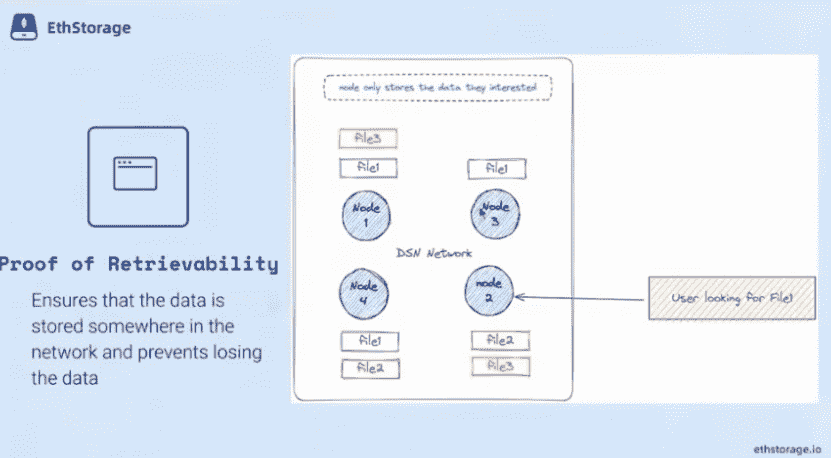 EthStorage
Proof of Retrievability
Ensures that the data is
stored somewhere in the
network and prevents losing
the data
node only stores the data they interested
file3
file1
file1
Node
1
Node
3
DSN Network
Node
4
node
2
User looking for File1
file1
file2
file2
file3
ethstorage.io